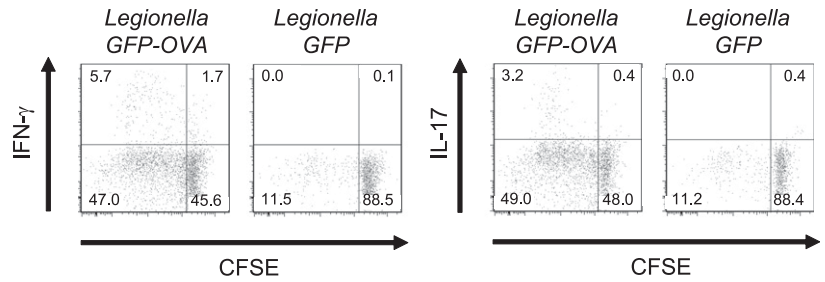 Legionella GFP-OVA
Legionella GFP
Legionella GFP-OVA
Legionella GFP
IFN-γ
5.7 1.7
47.0 45.6
0.0 0.1
11.5 88.5
CFSE
IL-17
3.2 0.4
49.0 48.0
0.0 0.4
11.2 88.4
CFSE